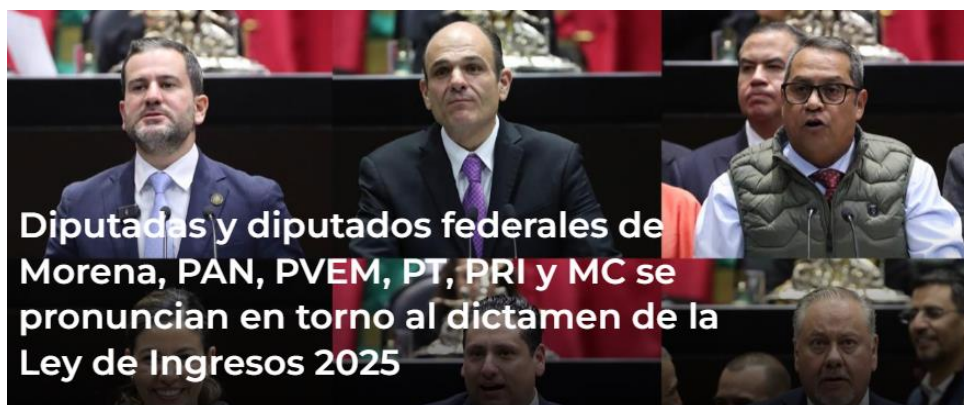 Diputadas y diputados federales de
Morena, PAN, PVEM, PT, PRI y MC se
pronuncian en torno al dictamen de la
Ley de Ingresos 2025